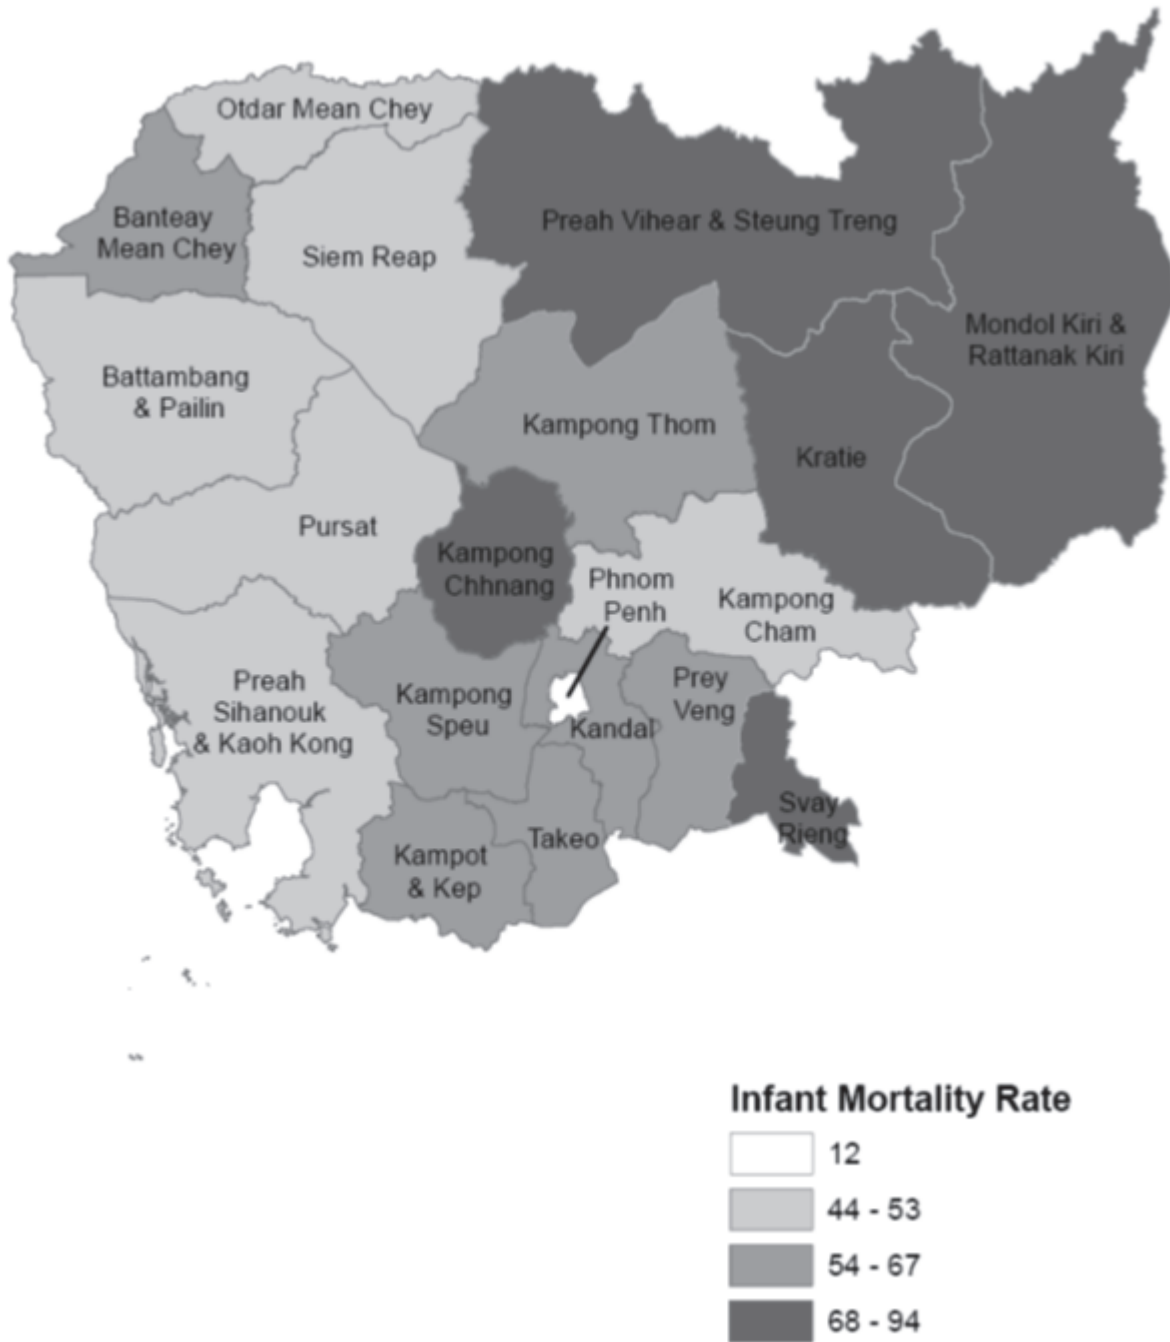 Otdar Mean Chey
Banteay
Mean Chey
Siem Reap
Preah Vihear & Steung Treng
Mondol Kiri &
Rattanak Kiri
Battambang
& Pailin
Kampong Thom
Kratie
Pursat
Kampong
Chhnang
Phnom
Penh
Kampong
Cham
Preah
Sihanouk
& Kaoh Kong
Kampong
Speu
Prey
Veng
Kandal
Svay
Rieng
Takeo
Kampot
& Kep
Infant Mortality Rate
12
44 - 53
54 - 67
68 - 94